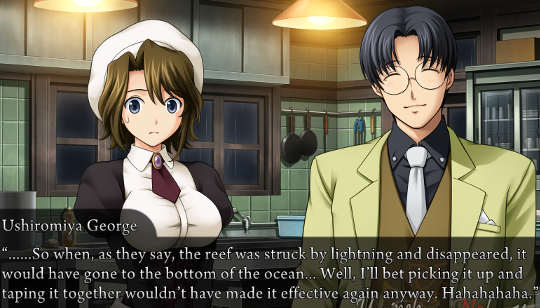 Ushiromiya George
“……So when, as they say, the reef was struck by lightning and disappeared, it
would have gone to the bottom of the ocean... Well, I’ll bet picking it up and
taping it together wouldn’t have made it effective again anyway. Hahahahaha.”